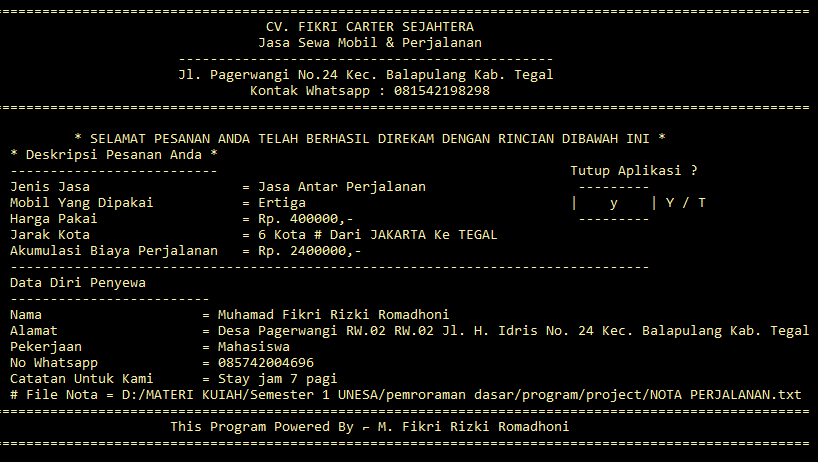 CV. FIKRI CARTER SEJAHTERA
Jasa Sewa Mobil & Perjalanan
Jl. Pagerwangi No.24 Kec. Balapulang Kab. Tegal
Kontak Whatsapp : 081542198298
* SELAMAT PESANAN ANDA TELAH BERHASIL DIREKAM DENGAN RINCIAN DIBAWAH INI *
* Deskripsi Pesanan Anda *
Tutup Aplikasi ?
Jenis Jasa = Jasa Antar Perjalanan
Mobil Yang Dipakai = Ertiga | y | Y / T
Harga Pakai = Rp. 400000,-
Jarak Kota = 6 Kota # Dari JAKARTA Ke TEGAL
Akumulasi Biaya Perjalanan = Rp. 2400000,-
Data Diri Penyewa
Nama = Muhamad Fikri Rizki Romadhoni
Alamat = Desa Pagerwangi RW.02 RW.02 Jl. H. Idris No. 24 Kec. Balapulang Kab. Tegal
Pekerjaan = Mahasiswa
No Whatsapp = 085742004696
Catatan Untuk Kami = Stay jam 7 pagi
# File Nota = D:/MATERI KUIAH/Semester 1 UNESA/pemroraman dasar/program/project/NOTA PERJALANAN.txt
This Program Powered By ⌐ M. Fikri Rizki Romadhoni